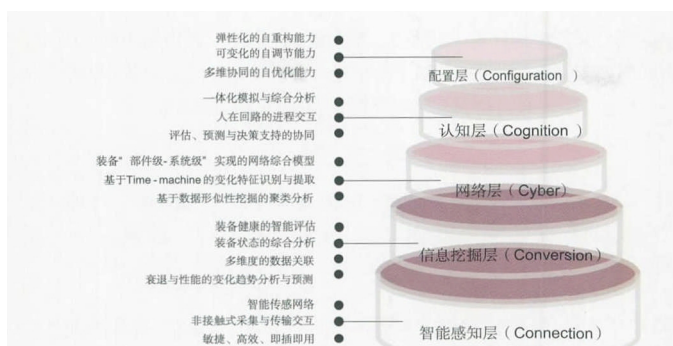 弹性化的自重构能力
可变化的自调节能力
多维协同的自优化能力
配置层（Configuration ）
一体化模拟与综合分析
人在回路的进程交互
评估、预测与决策支持的协同
认知层（Cognition ）
装备"部件级-系统级"实现的网络综合模型
基于Time-machine的变化特征识别与提取
基于数据形似性挖掘的聚类分析
网络层（Cyber）
装备健康的智能评估
装备状态的综合分析
多维度的数据关联
衰退与性能的变化趋势分析与预测
信息挖掘层（Conversion）
智能传感网络
非接触式采集与传输交互
敏捷、高效、即插即用
智能感知层（Connection）